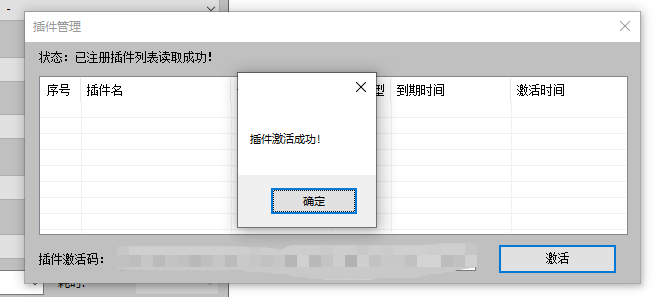 -
插件管理
状态：已注册插件列表读取成功！
序号 插件名 型 到期时间 激活时间
插件激活成功！
确定
插件激活码： 激活
耗时：